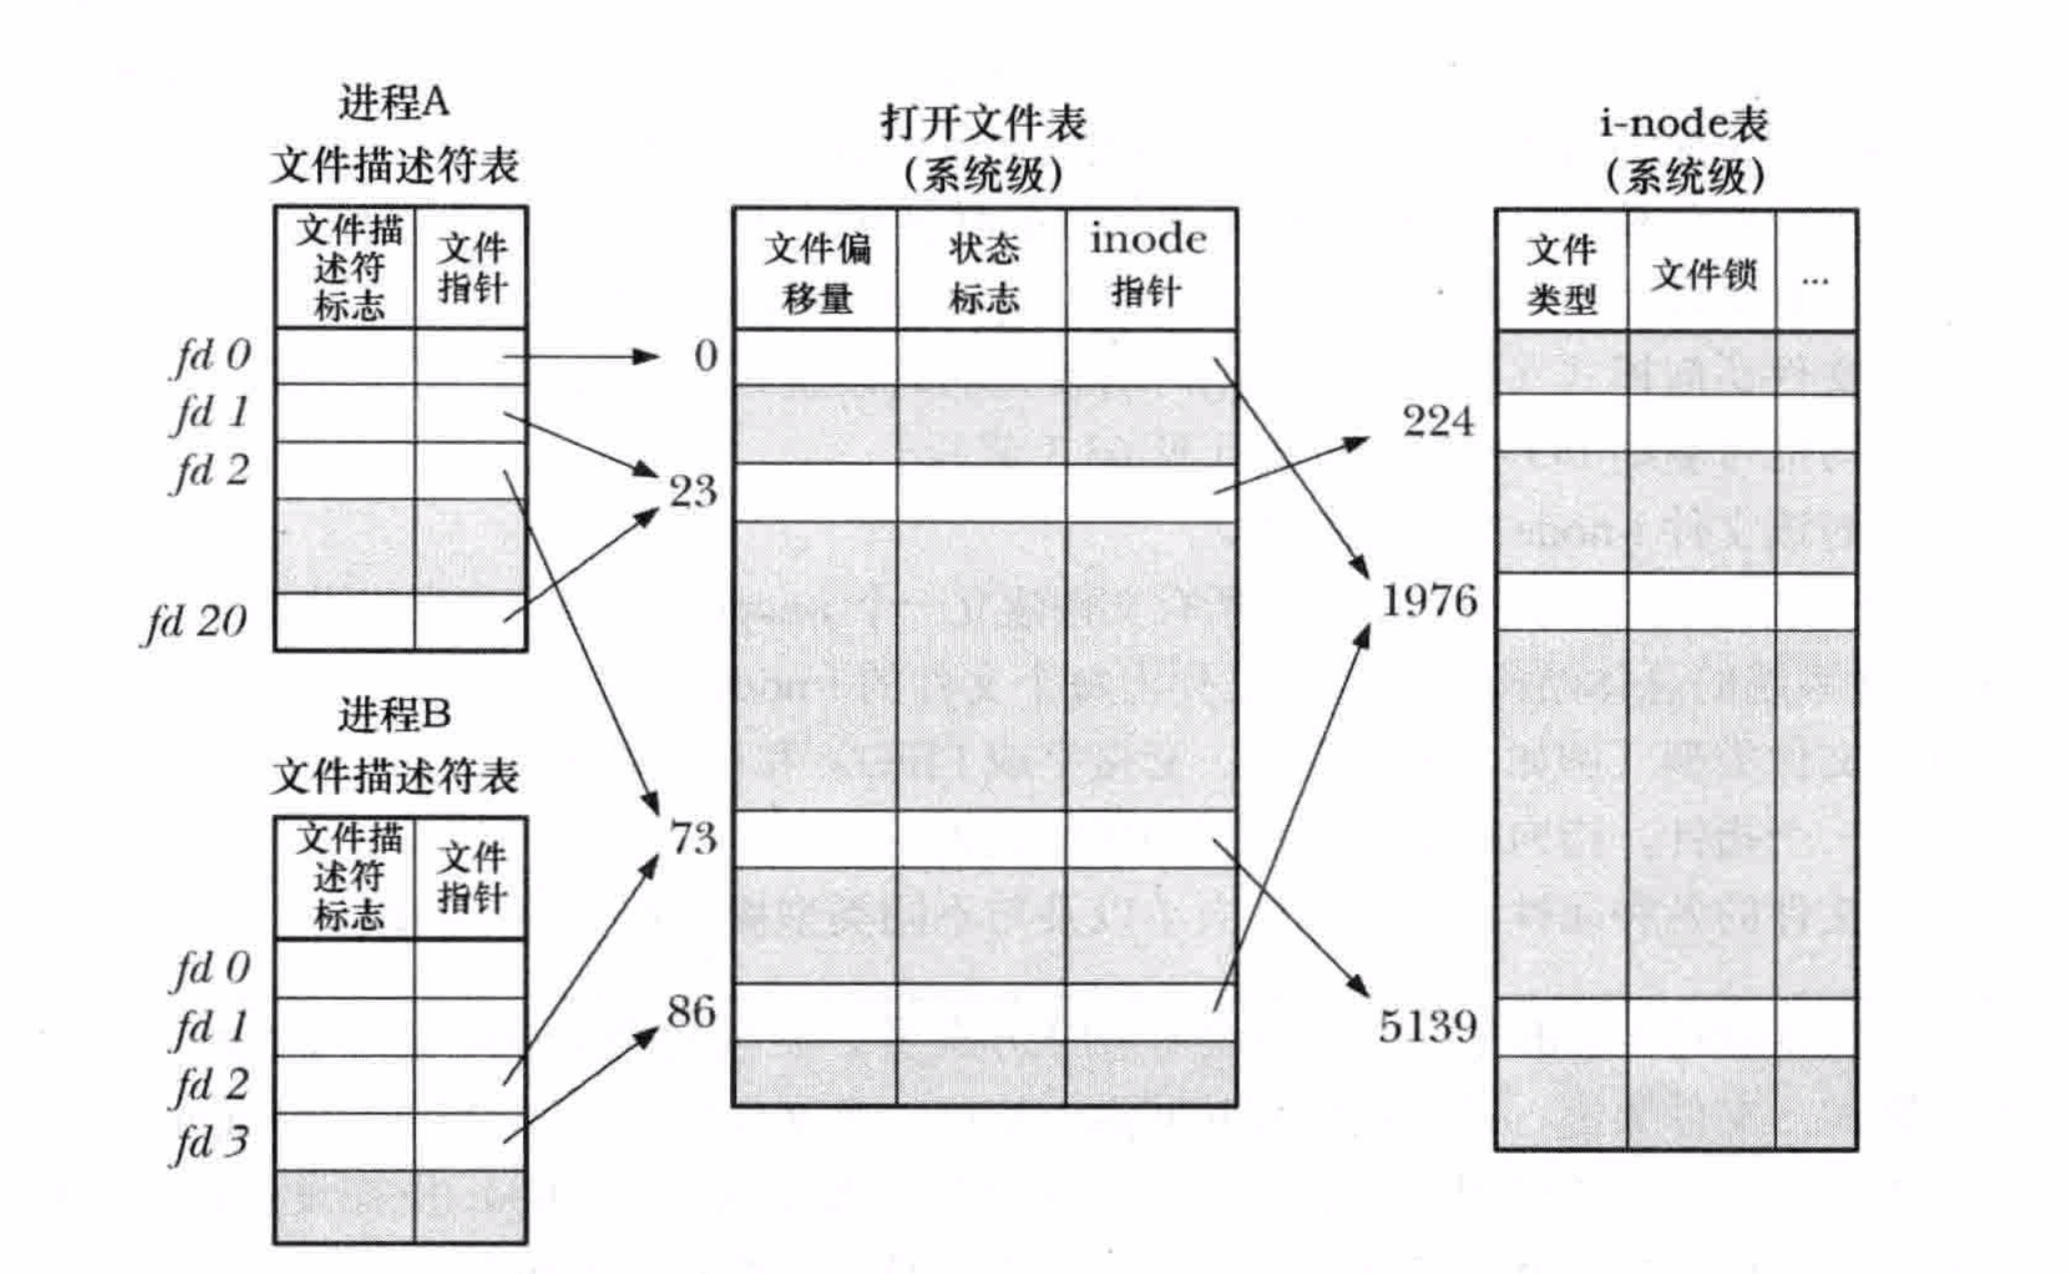 进程A
文件描述符表
文件描
述符
标志
文件
指针
fd 0
fd 1
fd 2
fd 20
进程B
文件描述符表
文件描
述符
标志
文件
指针
fd 0
fd 1
fd 2
fd 3
打开文件表
(系统级)
文件偏
移量
状态
标志
inode
指针
0
23
73
86
i-node表
(系统级)
文件
类型
文件锁
...
224
1976
5139